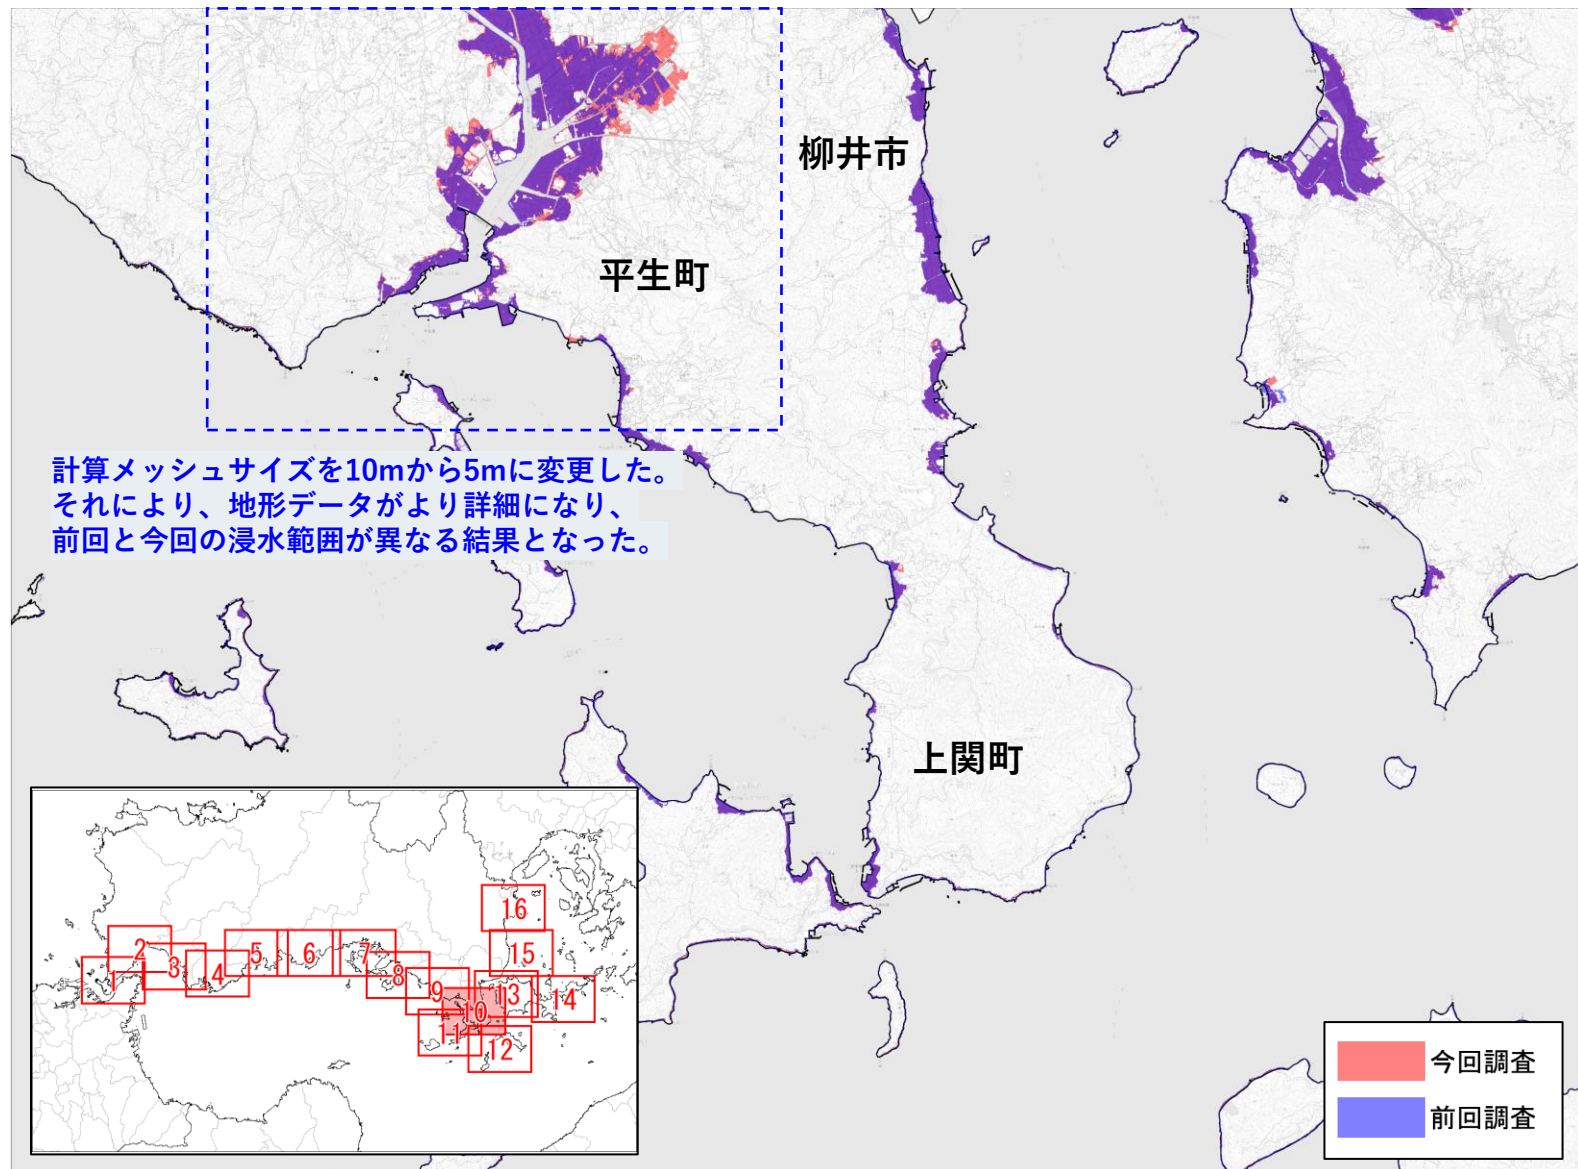 柳井市
平生町
計算メッシュサイズを10mから5mに変更した。
それにより、地形データがより詳細になり、
前回と今回の浸水範囲が異なる結果となった。
上関町
16
15
14
13
12
11
10
9
8
7
6
5
4
3
2
1
今回調査
前回調査